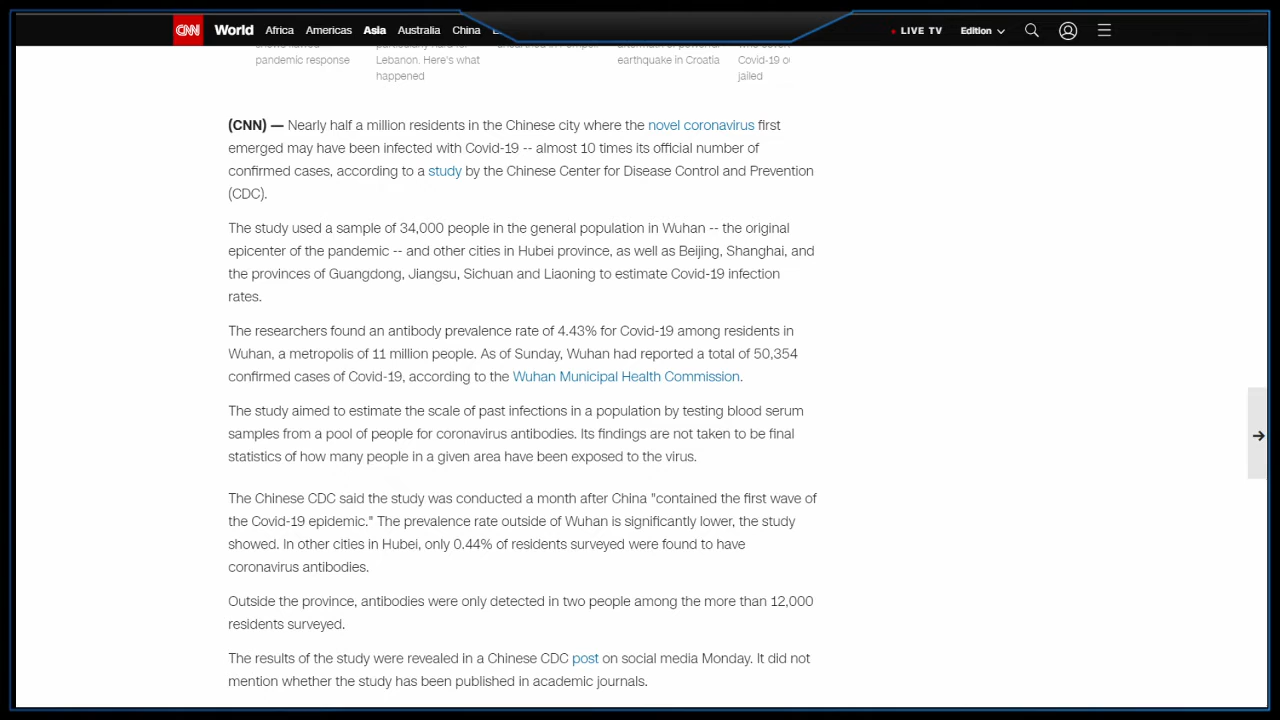 CNN World Africa Americas Asia Australia China LIVE TV Edition
pandemic response
Lebanon. Here's what
happened
earthquake in Croatia
Covid-19
jailed
(CNN) — Nearly half a million residents in the Chinese city where the novel coronavirus first
emerged may have been infected with Covid-19 -- almost 10 times its official number of
confirmed cases, according to a study by the Chinese Center for Disease Control and Prevention
(CDC).
The study used a sample of 34,000 people in the general population in Wuhan -- the original
epicenter of the pandemic -- and other cities in Hubei province, as well as Beijing, Shanghai, and
the provinces of Guangdong, Jiangsu, Sichuan and Liaoning to estimate Covid-19 infection
rates.
The researchers found an antibody prevalence rate of 4.43% for Covid-19 among residents in
Wuhan, a metropolis of 11 million people. As of Sunday, Wuhan had reported a total of 50,354
confirmed cases of Covid-19, according to the Wuhan Municipal Health Commission.
The study aimed to estimate the scale of past infections in a population by testing blood serum
samples from a pool of people for coronavirus antibodies. Its findings are not taken to be final
statistics of how many people in a given area have been exposed to the virus.
The Chinese CDC said the study was conducted a month after China "contained the first wave of
the Covid-19 epidemic." The prevalence rate outside of Wuhan is significantly lower, the study
showed. In other cities in Hubei, only 0.44% of residents surveyed were found to have
coronavirus antibodies.
Outside the province, antibodies were only detected in two people among the more than 12,000
residents surveyed.
The results of the study were revealed in a Chinese CDC post on social media Monday. It did not
mention whether the study has been published in academic journals.